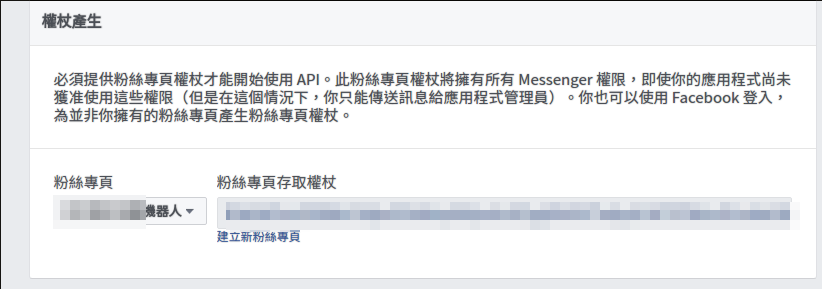 權杖產生
必須提供粉絲專頁權杖才能開始使用 API。此粉絲專頁權杖將擁有所有 Messenger 權限，即使你的應用程式尚未
獲准使用這些權限（但是在這個情況下，你只能傳送訊息給應用程式管理員）。你也可以使用 Facebook 登入，
為並非你擁有的粉絲專頁產生粉絲專頁權杖。
粉絲專頁 粉絲專頁存取權杖
機器人
建立新粉絲專頁